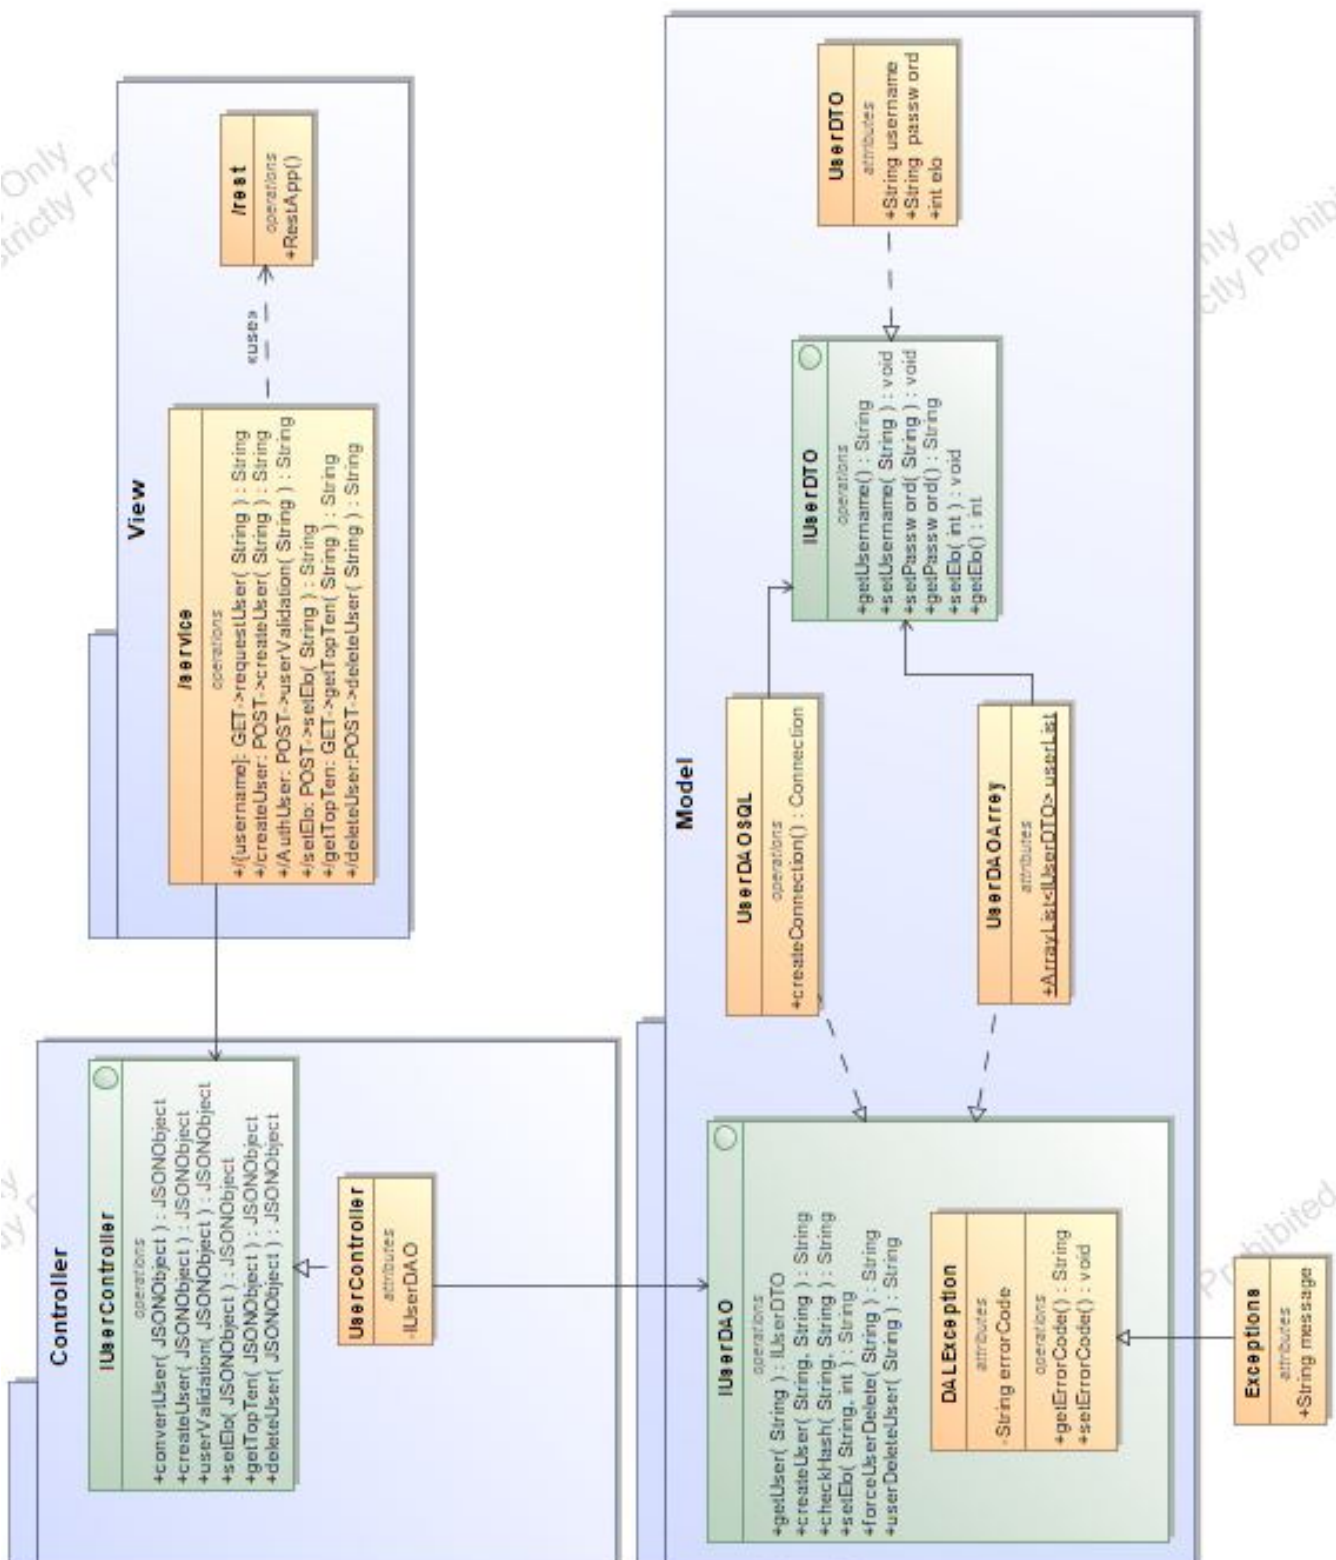 Controller
IUserController
operations
+convertUser( JSONObject ) : JSONObject
+createUser( JSONObject ) : JSONObject
+userValidation( JSONObject ) : JSONObject
+setElo( JSONObject ) : JSONObject
+getTopTen( JSONObject ) : JSONObject
+deleteUser( JSONObject ) : JSONObject
UserController
attributes
-IUserDAO
View
/service
operations
+/{username}: GET->requestUser( String ) : String
+/createUser: POST->createUser( String ) : String
+/AuthUser: POST->userValidation( String ) : String
+/setElo: POST->setElo( String ) : String
+/getTopTen: GET->getTopTen( String ) : String
+/deleteUser:POST->deleteUser( String ) : String
«use»
/rest
operations
+RestApp()
Model
IUserDAO
operations
+getUser( String ) : IUserDTO
+createUser( String, String ) : String
+checkHash( String, String ) : String
+setElo( String, int ) : String
+forceUserDelete( String ) : String
+userDeleteUser( String ) : String
DALException
attributes
-String errorCode
operations
+getErrorCode() : String
+setErrorCode() : void
Exceptions
attributes
+String message
UserDAOSQL
operations
+createConnection() : Connection
UserDAOArray
attributes
+ArrayList<IUserDTO> userList
IUserDTO
operations
+getUsername() : String
+setUsername( String ) : void
+setPassword( String ) : void
+getPassword() : String
+setElo( int ) : void
+getElo() : int
UserDTO
attributes
+String username
+String password
+int elo
Only